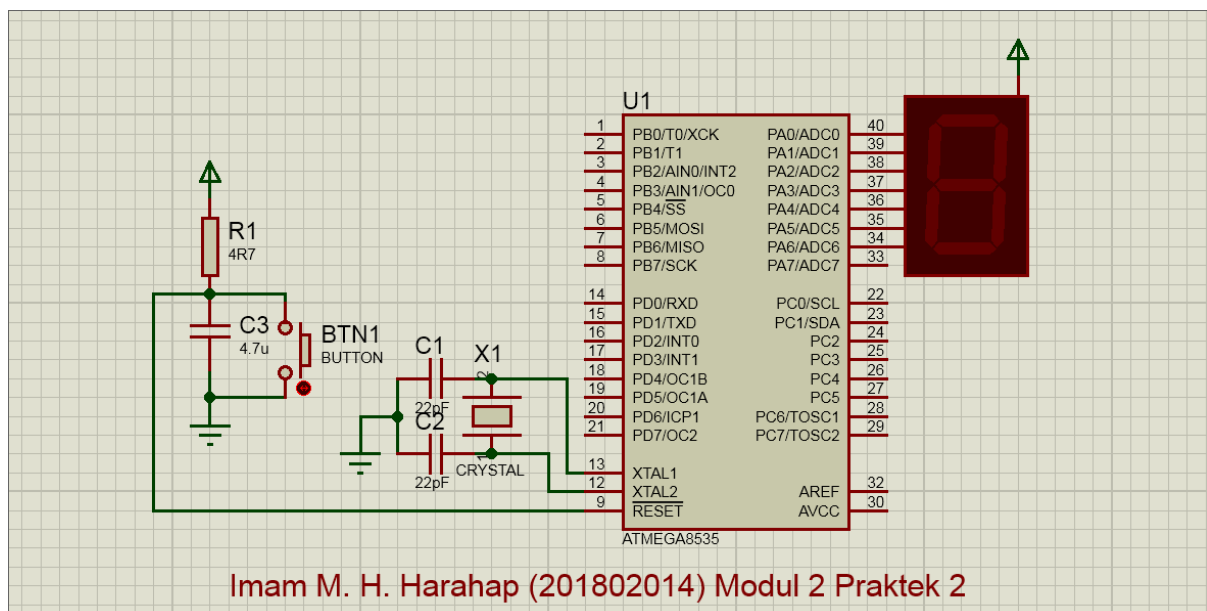 U1
1 PB0/T0/XCK PA0/ADC0 40
2 PB1/T1 PA1/ADC1 39
3 PB2/AIN0/INT2 PA2/ADC2 38
4 PB3/AIN1/OC0 PA3/ADC3 37
5 PB4/SS PA4/ADC4 36
6 PB5/MOSI PA5/ADC5 35
7 PB6/MISO PA6/ADC6 34
8 PB7/SCK PA7/ADC7 33
14 PD0/RXD PC0/SCL 22
15 PD1/TXD PC1/SDA 23
16 PD2/INT0 PC2 24
17 PD3/INT1 PC3 25
18 PD4/OC1B PC4 26
19 PD5/OC1A PC5 27
20 PD6/ICP1 PC6/TOSC1 28
21 PD7/OC2 PC7/TOSC2 29
13 XTAL1
12 XTAL2 AREF 32
9 RESET AVCC 30
ATMEGA8535
R1
4R7
C3
4.7u
BTN1
BUTTON
C1
22pF
C2
22pF
X1
2
1
CRYSTAL
Imam M. H. Harahap (201802014) Modul 2 Praktek 2